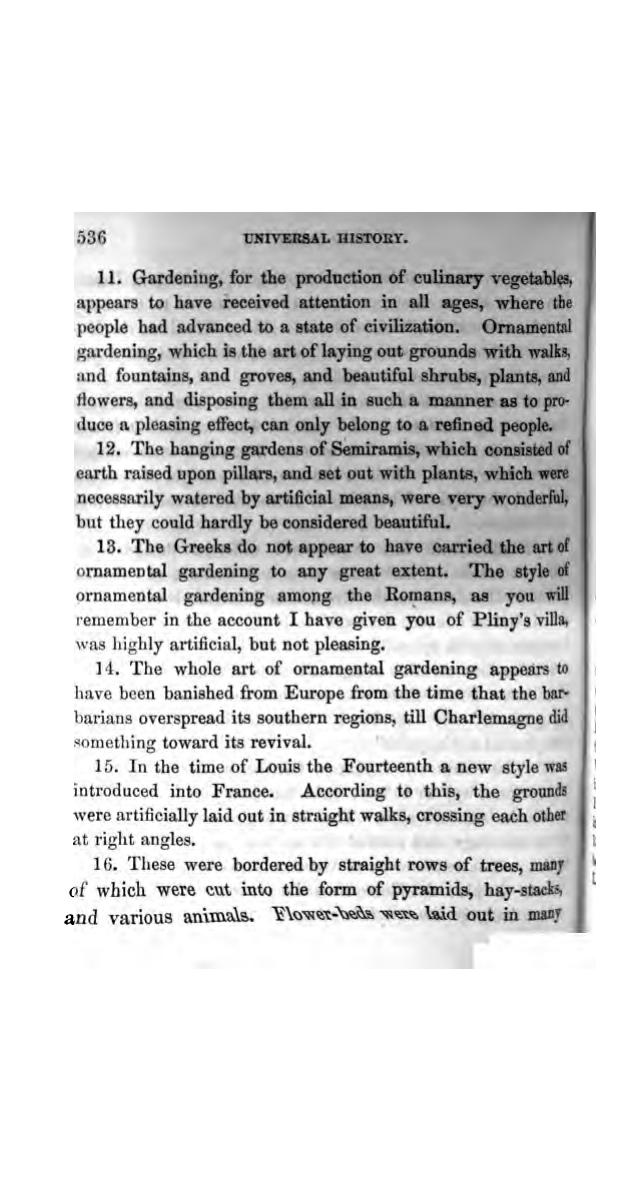 536 UNIVERSAL HISTORY.
11. Gardening, for the production of culinary vegetables,
appears to have received attention in all ages, where the
people had advanced to a state of civilization. Ornamental
gardening, which is the art of laying out grounds with walks,
and fountains, and groves, and beautiful shrubs, plants, and
flowers, and disposing them all in such a manner as to pro-
duce a pleasing effect, can only belong to a refined people.
12. The hanging gardens of Semiramis, which consisted of
earth raised upon pillars, and set out with plants, which were
necessarily watered by artificial means, were very wonderful,
but they could hardly be considered beautiful.
13. The Greeks do not appear to have carried the art of
ornamental gardening to any great extent. The style of
ornamental gardening among the Romans, as you will
remember in the account I have given you of Pliny's villa,
was highly artificial, but not pleasing.
14. The whole art of ornamental gardening appears to
have been banished from Europe from the time that the bar-
barians overspread its southern regions, till Charlemagne did
something toward its revival.
15. In the time of Louis the Fourteenth a new style was
introduced into France. According to this, the grounds
were artificially laid out in straight walks, crossing each other
at right angles.
16. These were bordered by straight rows of trees, many
of which were cut into the form of pyramids, hay-stacks,
and various animals. Flower-beds were laid out in many